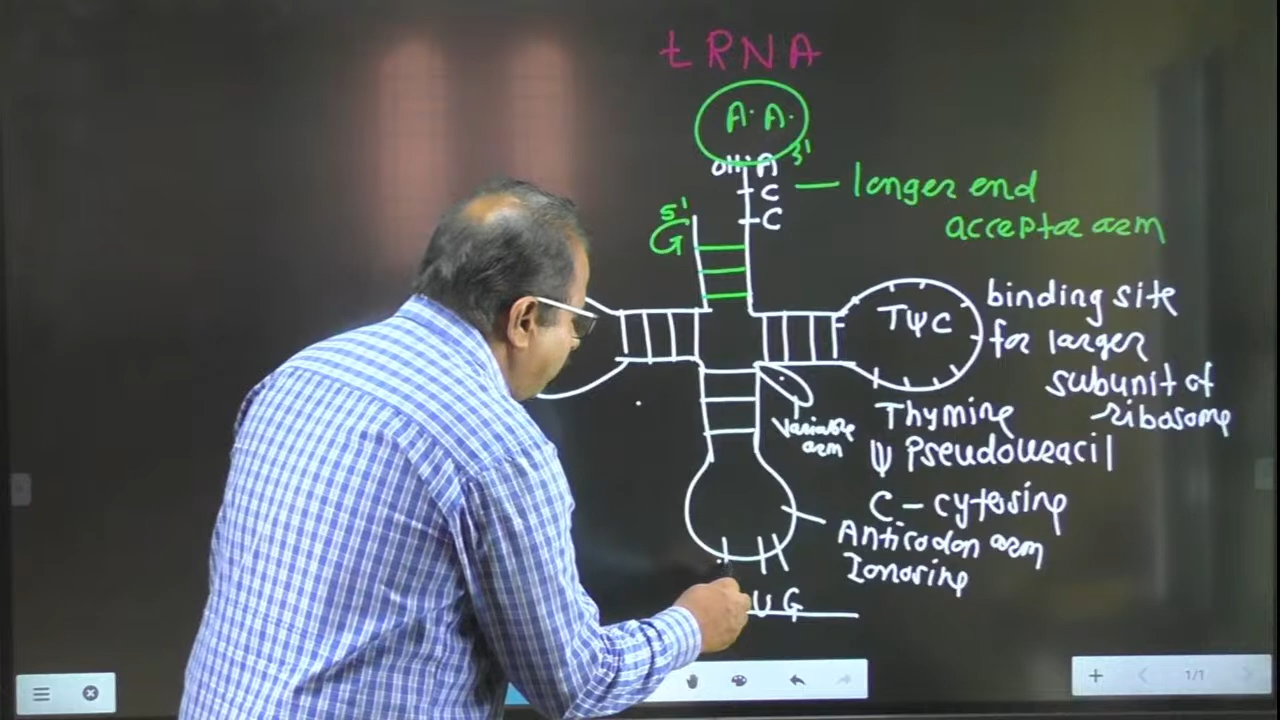 tRNA
A. A.
OH A 3'
C
C
longer end
acceptor arm
5'
G
TψC
binding site
for larger
subunit of
ribosome
Variable
arm
Thymine
ψ Pseudouracil
C - cytosine
Anticodon arm
Ionosine
U G
1/1